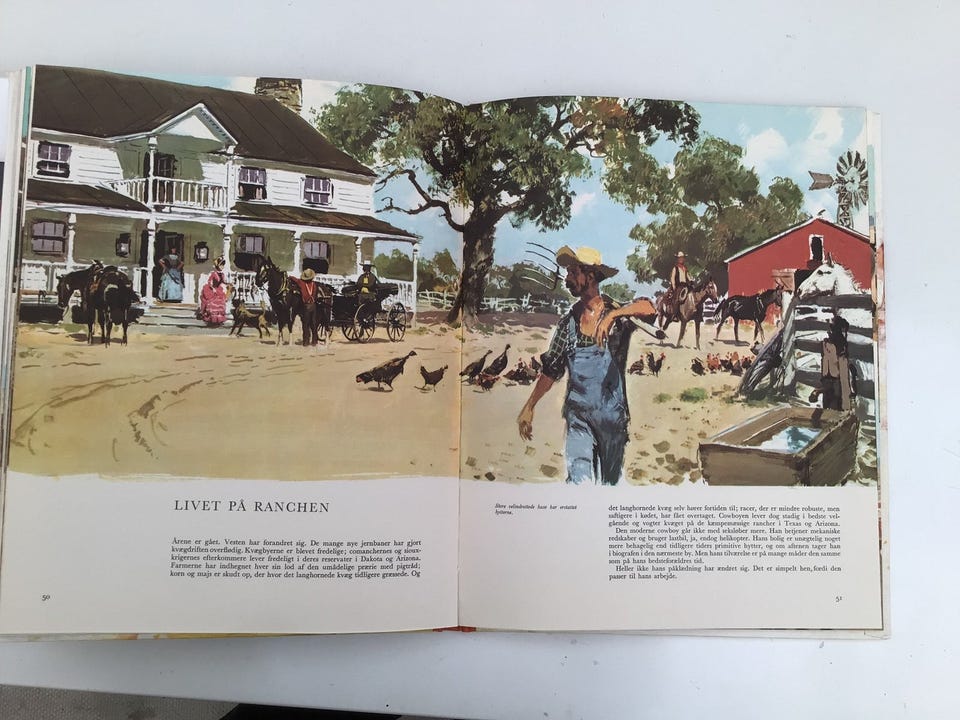 LIVET PÅ RANCHEN
Årene er gået. Vesten har forandret sig. De mange nye jernbaner har gjort
kvægdriften overflødig. Kvægbyerne er blevet fredelige; comanchernes og sioux-
krigernes efterkommere lever fredeligt i deres reservater i Dakota og Arizona.
Farmerne har indhegnet hver sin lod af den umådelige prærie med pigtråd;
korn og majs er skudt op, der hvor det langhornede kvæg tidligere græssede. Og
50
Store velindrettede huse har erstattet
hytterne.
det langhornede kvæg selv hører fortiden til; racer, der er mindre robuste, men
saftigere i kødet, har fået overtaget. Cowboyen lever dog stadig i bedste vel-
gående og vogter kvæget på de kæmpemæssige rancher i Texas og Arizona.
Den moderne cowboy går ikke med seksløber mere. Han betjener mekaniske
redskaber og bruger lastbil, ja, endog helikopter. Hans bolig er unægtelig noget
mere behagelig end tidligere tiders primitive hytter, og om aftenen tager han
i biografen i den nærmeste by. Men hans tilværelse er på mange måder den samme
som på hans bedsteforældres tid.
Heller ikke hans påklædning har ændret sig. Det er simpelt hen, fordi den
passer til hans arbejde.
51